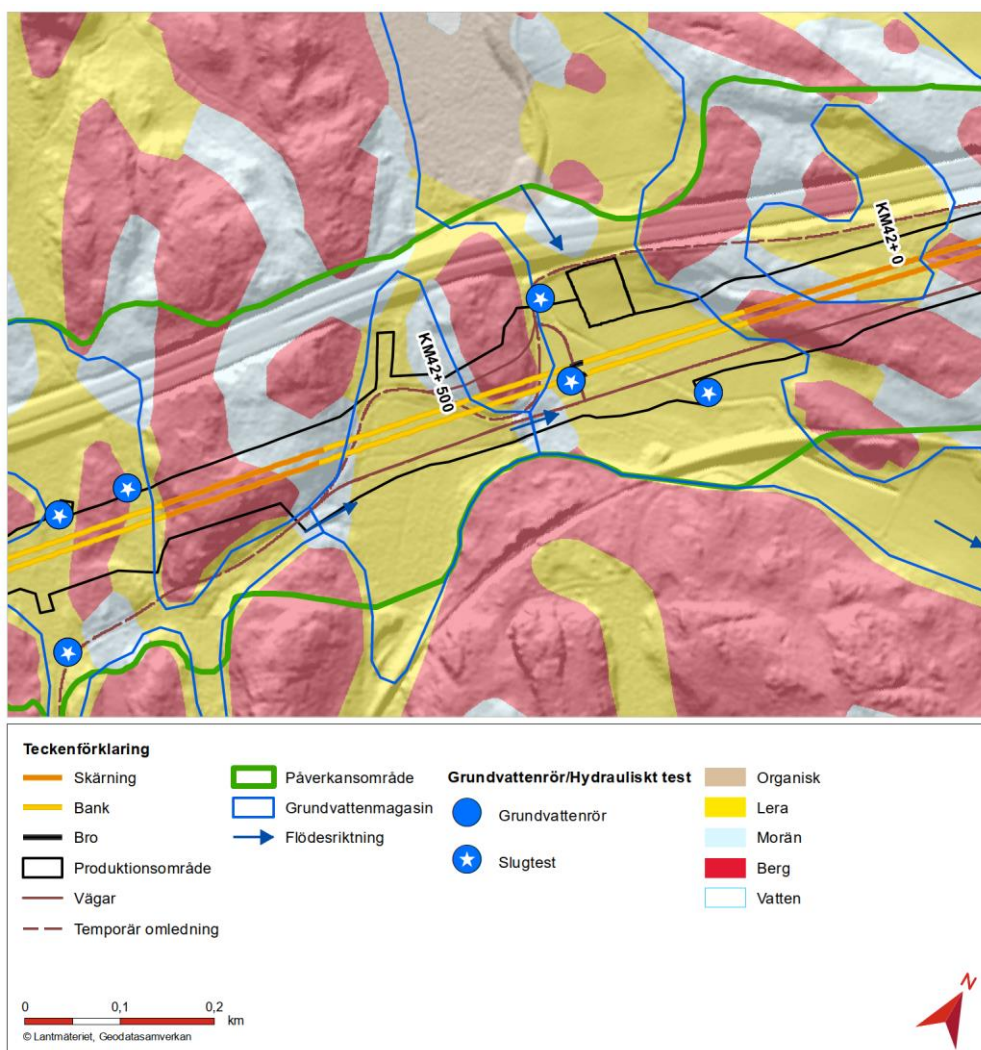 KM42+ 0
KM42+ 500
Teckenförklaring
Skärning
Bank
Bro
Produktionsområde
Vägar
Temporär omledning
Påverkansområde
Grundvattenmagasin
Flödesriktning
Grundvattenrör/Hydrauliskt test
Grundvattenrör
Slugtest
Organisk
Lera
Morän
Berg
Vatten
0 0,1 0,2
km
© Lantmäteriet, Geodatasamverkan
N